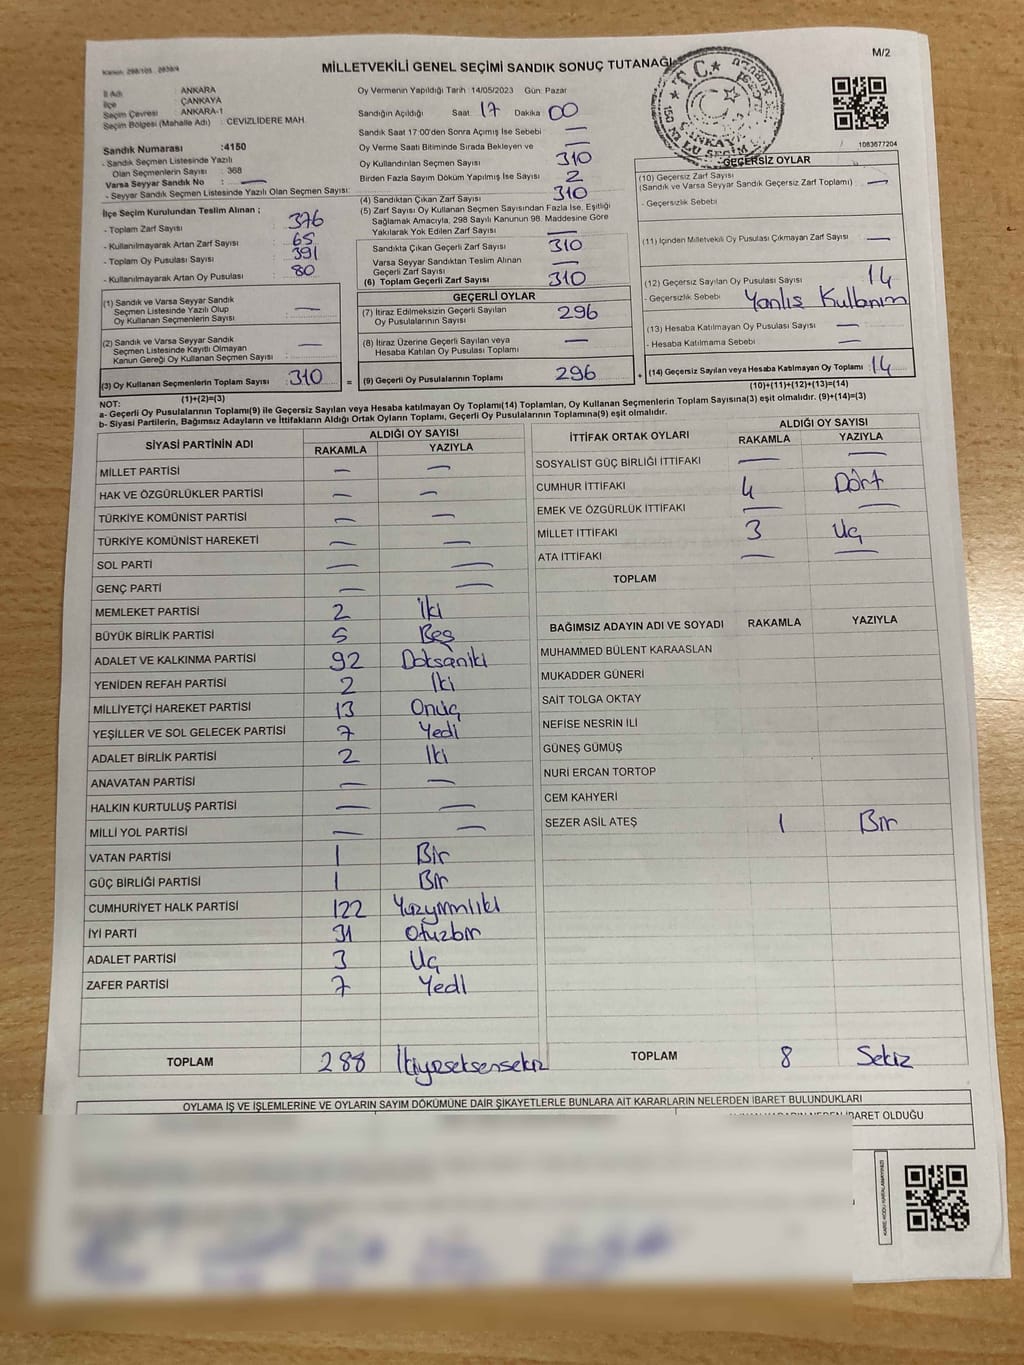 Kanun: 298/105 . 2839/4
MİLLETVEKİLİ GENEL SEÇİMİ SANDIK SONUÇ TUTANAĞI
M/2
İl Adı : ANKARA
İlçe : ÇANKAYA
Seçim Çevresi : ANKARA-1
Seçim Bölgesi (Mahalle Adı) : CEVİZLİDERE MAH.
Sandık Numarası :4150
- Sandık Seçmen Listesinde Yazılı
Olan Seçmenlerin Sayısı : 368
Varsa Seyyar Sandık No : —
- Seyyar Sandık Seçmen Listesinde Yazılı Olan Seçmen Sayısı:
Oy Vermenin Yapıldığı Tarih 14/05/2023 Gün: Pazar
Sandığın Açıldığı Saat 17 Dakika 00
Sandık Saat 17:00'den Sonra Açımış İse Sebebi —
Oy Verme Saati Bitiminde Sırada Bekleyen ve
Oy Kullandırılan Seçmen Sayısı 310
Birden Fazla Sayım Döküm Yapılmış İse Sayısı 2
(4) Sandıktan Çıkan Zarf Sayısı 310
(5) Zarf Sayısı Oy Kullanan Seçmen Sayısından Fazla İse, Eşitliği
Sağlamak Amacıyla, 298 Sayılı Kanunun 98. Maddesine Göre
Yakılarak Yok Edilen Zarf Sayısı —
Sandıkta Çıkan Geçerli Zarf Sayısı 310
Varsa Seyyar Sandıktan Teslim Alınan
Geçerli Zarf Sayısı —
(6) Toplam Geçerli Zarf Sayısı 310
1083677204
İlçe Seçim Kurulundan Teslim Alınan ;
- Toplam Zarf Sayısı : 376
- Kullanılmayarak Artan Zarf Sayısı : 65
- Toplam Oy Pusulası Sayısı : 391
- Kullanılmayarak Artan Oy Pusulası : 80
(1) Sandık ve Varsa Seyyar Sandık
Seçmen Listesinde Yazılı Olup
Oy Kullanan Seçmenlerin Sayısı : —
(2) Sandık ve Varsa Seyyar Sandık
Seçmen Listesinde Kayıtlı Olmayan
Kanun Gereği Oy Kullanan Seçmen Sayısı : —
(3) Oy Kullanan Seçmenlerin Toplam Sayısı 310
(1)+(2)=(3)
GEÇERLİ OYLAR
(7) İtiraz Edilmeksizin Geçerli Sayılan
Oy Pusulalarının Sayısı 296
(8) İtiraz Üzerine Geçerli Sayılan veya
Hesaba Katılan Oy Pusulası Toplamı —
= (9) Geçerli Oy Pusulalarının Toplamı 296 +
GEÇERSİZ OYLAR
(10) Geçersiz Zarf Sayısı
(Sandık ve Varsa Seyyar Sandık Geçersiz Zarf Toplamı) —
- Geçersizlik Sebebi
(11) İçinden Milletvekili Oy Pusulası Çıkmayan Zarf Sayısı —
(12) Geçersiz Sayılan Oy Pusulası Sayısı 14
- Geçersizlik Sebebi Yanlış Kullanım
(13) Hesaba Katılmayan Oy Pusulası Sayısı —
- Hesaba Katılmama Sebebi —
(14) Geçersiz Sayılan veya Hesaba Katılmayan Oy Toplamı 14
(10)+(11)+(12)+(13)=(14)
NOT:
a- Geçerli Oy Pusulalarının Toplamı(9) ile Geçersiz Sayılan veya Hesaba katılmayan Oy Toplamı(14) Toplamları, Oy Kullanan Seçmenlerin Toplam Sayısına(3) eşit olmalıdır. (9)+(14)=(3)
b- Siyasi Partilerin, Bağımsız Adayların ve İttifakların Aldığı Ortak Oyların Toplamı, Geçerli Oy Pusulalarının Toplamına(9) eşit olmalıdır.
SİYASİ PARTİNİN ADI
ALDIĞI OY SAYISI
RAKAMLA YAZIYLA
MİLLET PARTİSİ — —
HAK VE ÖZGÜRLÜKLER PARTİSİ — —
TÜRKİYE KOMÜNİST PARTİSİ — —
TÜRKİYE KOMÜNİST HAREKETİ — —
SOL PARTİ — —
GENÇ PARTİ — —
MEMLEKET PARTİSİ 2 İki
BÜYÜK BİRLİK PARTİSİ 5 Beş
ADALET VE KALKINMA PARTİSİ 92 Doksaniki
YENİDEN REFAH PARTİSİ 2 İki
MİLLİYETÇİ HAREKET PARTİSİ 13 Onüç
YEŞİLLER VE SOL GELECEK PARTİSİ 7 Yedi
ADALET BİRLİK PARTİSİ 2 İki
ANAVATAN PARTİSİ — —
HALKIN KURTULUŞ PARTİSİ — —
MİLLİ YOL PARTİSİ — —
VATAN PARTİSİ 1 Bir
GÜÇ BİRLİĞİ PARTİSİ 1 Bir
CUMHURİYET HALK PARTİSİ 122 Yüzyirmiiki
İYİ PARTİ 31 Otuzbir
ADALET PARTİSİ 3 Üç
ZAFER PARTİSİ 7 Yedi
TOPLAM 288 İkiyüzseksensekiz
İTTİFAK ORTAK OYLARI
ALDIĞI OY SAYISI
RAKAMLA YAZIYLA
SOSYALİST GÜÇ BİRLİĞİ İTTİFAKI — —
CUMHUR İTTİFAKI 4 Dört
EMEK VE ÖZGÜRLÜK İTTİFAKI — —
MİLLET İTTİFAKI 3 Üç
ATA İTTİFAKI — —
TOPLAM
BAĞIMSIZ ADAYIN ADI VE SOYADI RAKAMLA YAZIYLA
MUHAMMED BÜLENT KARAASLAN
MUKADDER GÜNERİ
SAİT TOLGA OKTAY
NEFİSE NESRİN İLİ
GÜNEŞ GÜMÜŞ
NURİ ERCAN TORTOP
CEM KAHYERİ
SEZER ASİL ATEŞ 1 Bir
TOPLAM 8 Sekiz
OYLAMA İŞ VE İŞLEMLERİNE VE OYLARIN SAYIM DÖKÜMÜNE DAİR ŞİKAYETLERLE BUNLARA AİT KARARLARIN NELERDEN İBARET BULUNDUKLARI
İBARET OLDUĞU